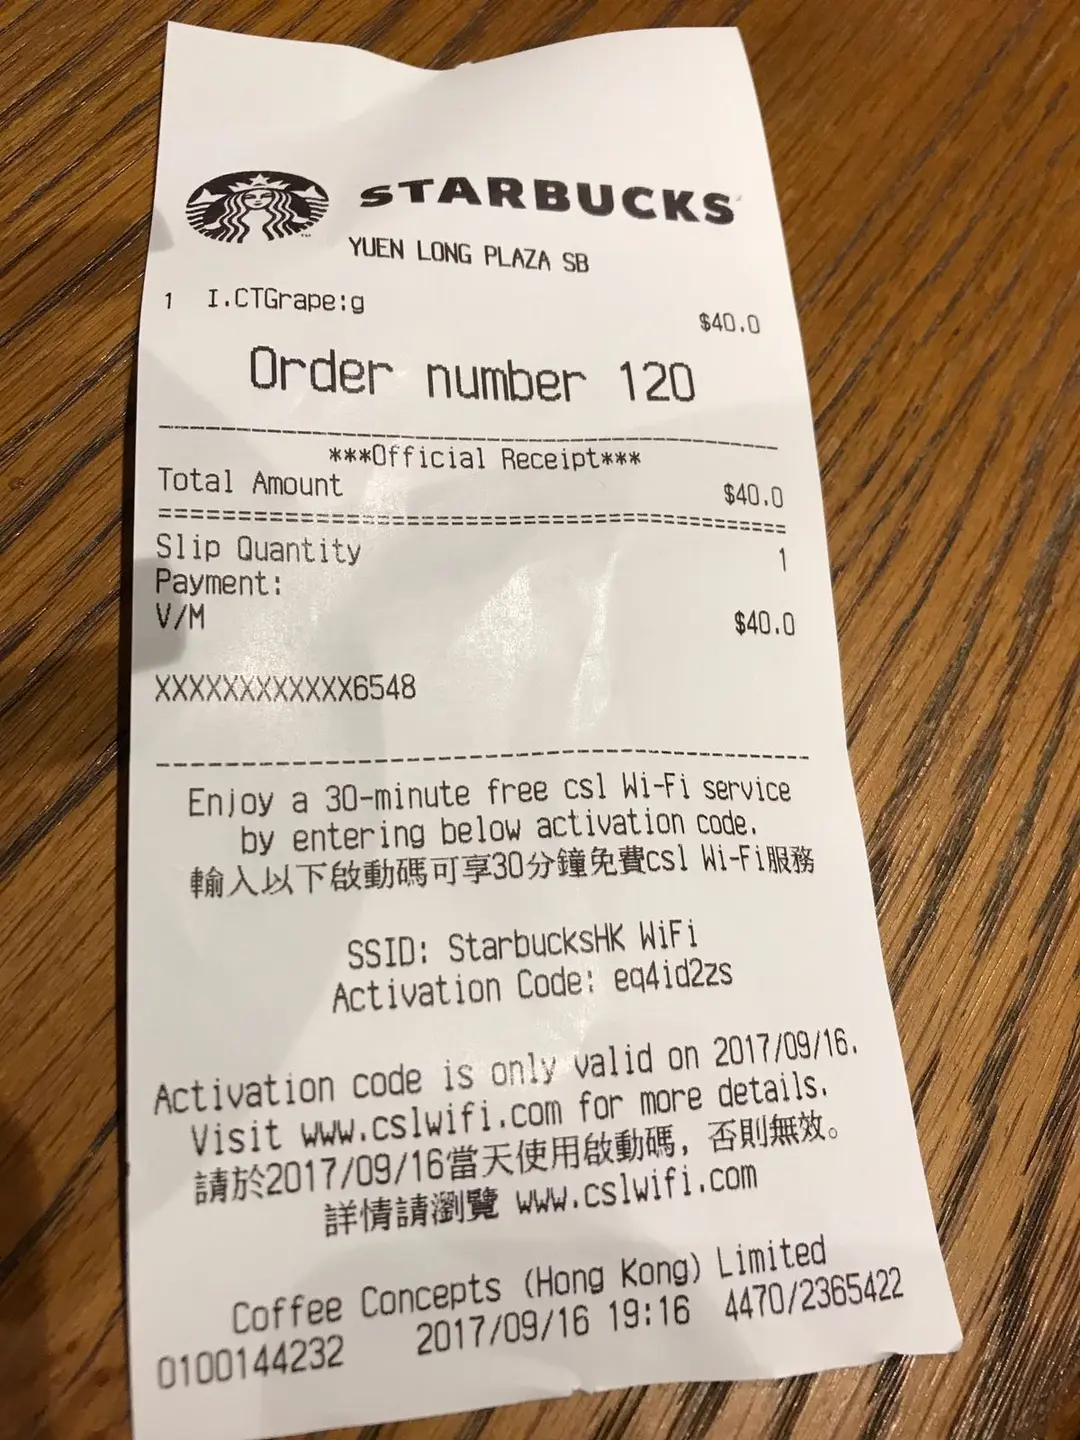 STARBUCKS
YUEN LONG PLAZA SB
1 I.CTGrape:g $40.0
Order number 120
***Official Receipt***
Total Amount $40.0
Slip Quantity 1
Payment:
V/M $40.0
XXXXXXXXXXXX6548
Enjoy a 30-minute free csl Wi-Fi service
by entering below activation code.
輸入以下啟動碼可享30分鐘免費csl Wi-Fi服務
SSID: StarbucksHK WiFi
Activation Code: eq4id2zs
Activation code is only valid on 2017/09/16.
Visit www.cslwifi.com for more details.
請於2017/09/16當天使用啟動碼, 否則無效。
詳情請瀏覽 www.cslwifi.com
Coffee Concepts (Hong Kong) Limited
0100144232 2017/09/16 19:16 4470/2365422